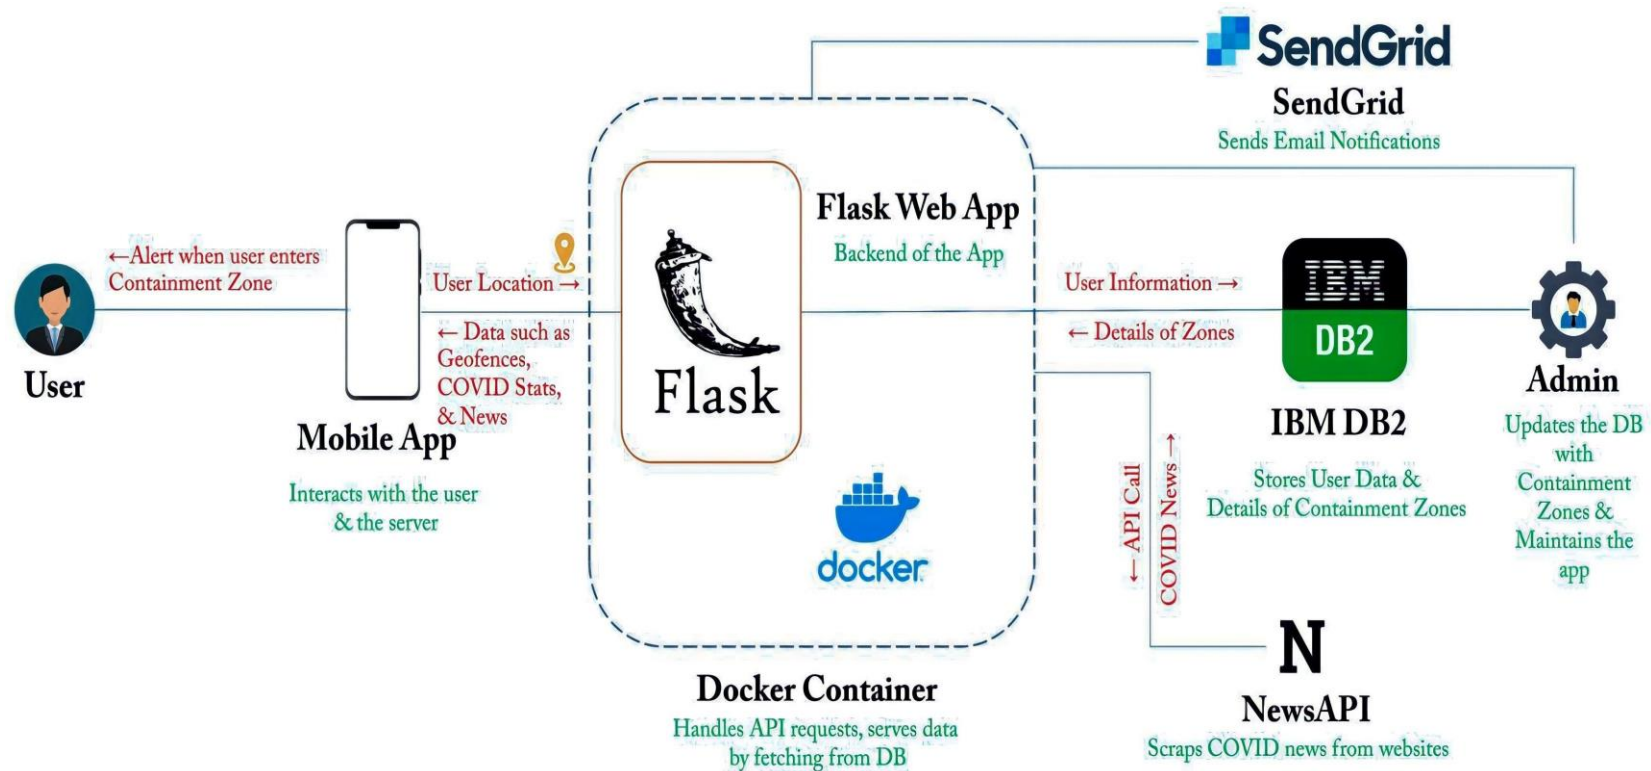 SendGrid
SendGrid
Sends Email Notifications
Flask Web App
Backend of the App
←Alert when user enters
Containment Zone
User Location →
← Data such as
Geofences,
COVID Stats,
& News
User
Mobile App
Interacts with the user
& the server
Flask
docker
Docker Container
Handles API requests, serves data
by fetching from DB
User Information →
← Details of Zones
IBM
DB2
IBM DB2
Stores User Data &
Details of Containment Zones
Admin
Updates the DB
with
Containment
Zones &
Maintains the
app
← API Call
COVID News →
N
NewsAPI
Scraps COVID news from websites